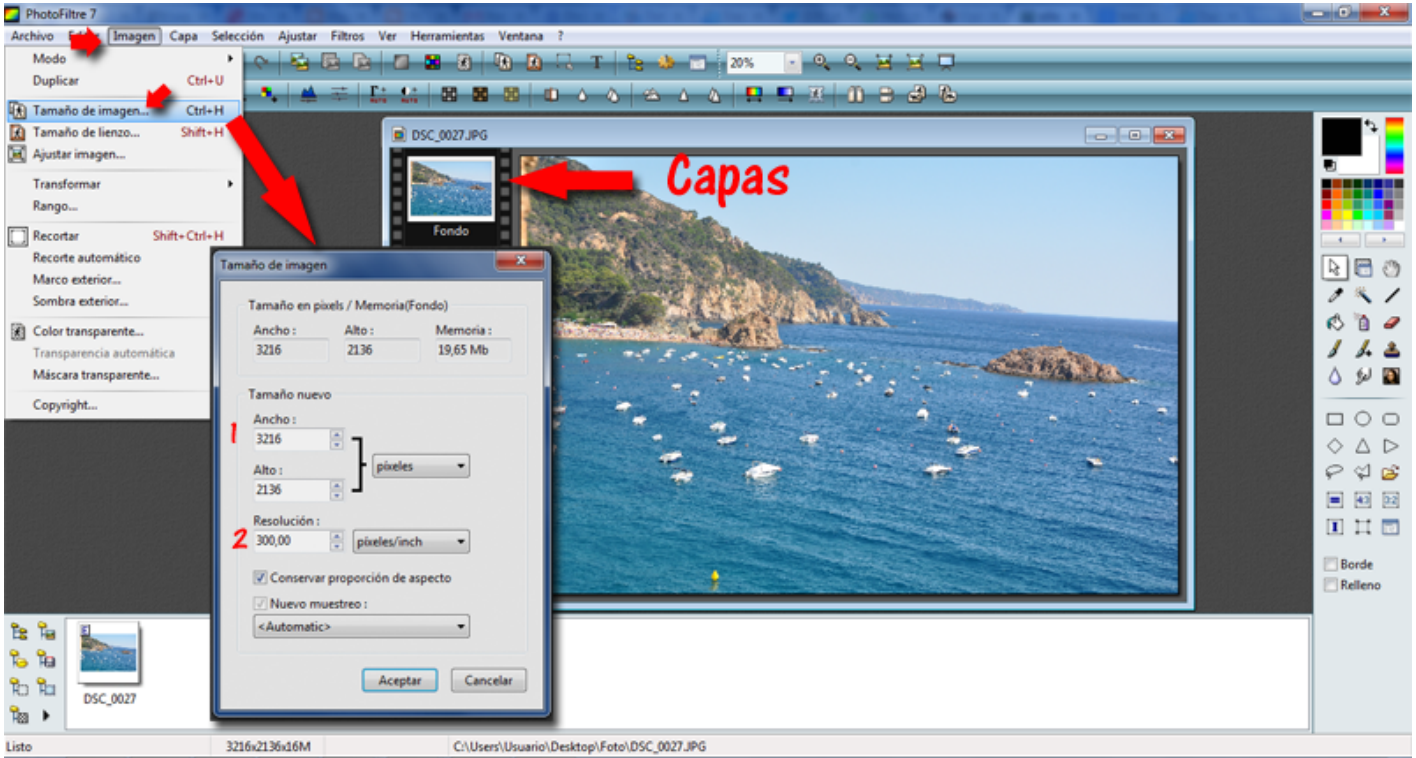 PhotoFiltre 7
Archivo Imagen Capa Selección Ajustar Filtros Ver Herramientas Ventana ?
Modo
Duplicar Ctrl+U
Tamaño de imagen... Ctrl+H
Tamaño de lienzo... Shift+H
Ajustar imagen...
Transformar
Rango...
Recortar Shift+Ctrl+H
Recorte automático
Marco exterior...
Sombra exterior...
Color transparente...
Transparencia automática
Máscara transparente...
Copyright...
20%
DSC_0027.JPG
Capas
Fondo
Tamaño de imagen
Tamaño en pixels / Memoria(Fondo)
Ancho : Alto : Memoria :
3216 2136 19,65 Mb
Tamaño nuevo
Ancho :
1 3216
píxeles
Alto :
2136
Resolución :
2 300,00 píxeles/inch
Conservar proporción de aspecto
Nuevo muestreo :
<Automatic>
Aceptar Cancelar
Borde
Relleno
DSC_0027
Listo 3216x2136x16M C:\Users\Usuario\Desktop\Foto\DSC_0027.JPG